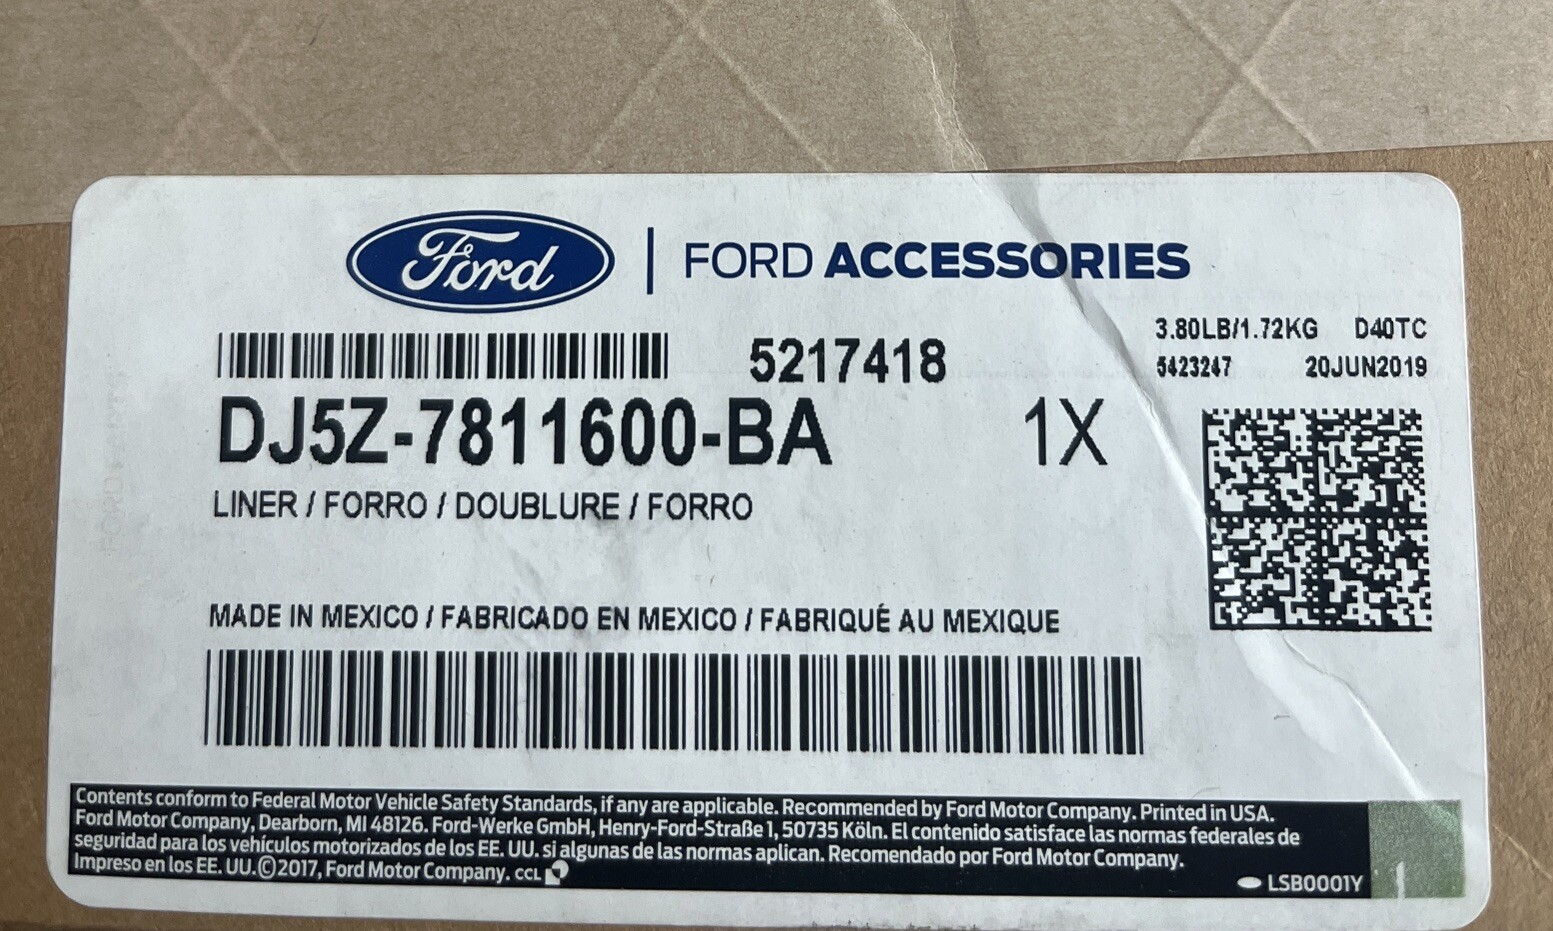 Ford | FORD ACCESSORIES
3.80LB/1.72KG D40TC
5217418
5423247 20JUN2019
DJ5Z-7811600-BA 1X
LINER / FORRO / DOUBLURE / FORRO
MADE IN MEXICO / FABRICADO EN MEXICO / FABRIQUÉ AU MEXIQUE
Contents conform to Federal Motor Vehicle Safety Standards, if any are applicable. Recommended by Ford Motor Company. Printed in USA.
Ford Motor Company, Dearborn, MI 48126. Ford-Werke GmbH, Henry-Ford-Straße 1, 50735 Köln. El contenido satisface las normas federales de
seguridad para los vehículos motorizados de los EE. UU. si algunas de las normas aplican. Recomendado por Ford Motor Company.
Impreso en los EE. UU. ©2017, Ford Motor Company. CCL
LSB0001Y